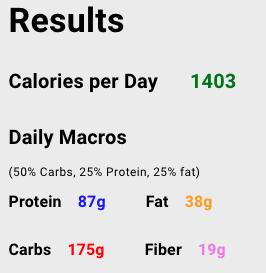 Results
Calories per Day 1403
Daily Macros
(50% Carbs, 25% Protein, 25% fat)
Protein 87g Fat 38g
Carbs 175g Fiber 19g